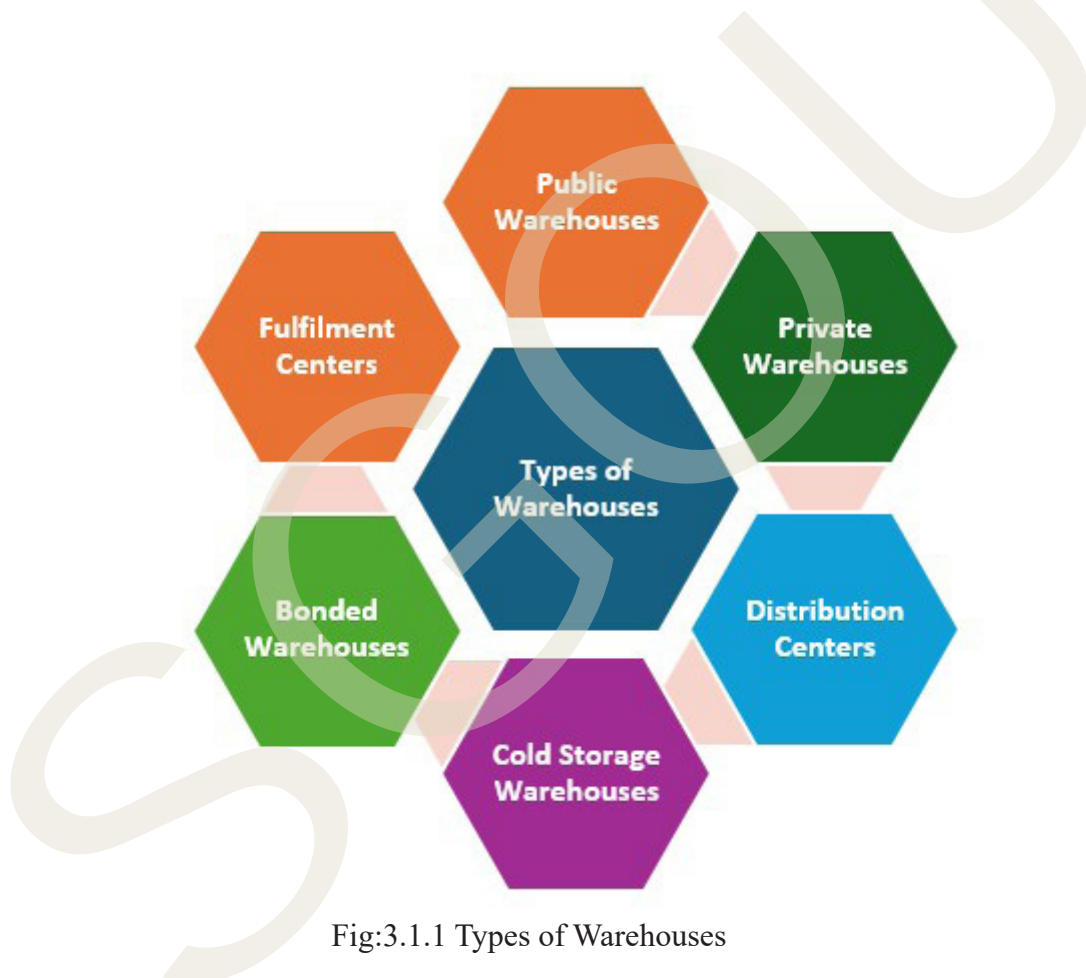 Public
Warehouses
Private
Warehouses
Distribution
Centers
Cold Storage
Warehouses
Bonded
Warehouses
Fulfilment
Centers
Types of
Warehouses
SGOU
Fig:3.1.1 Types of Warehouses